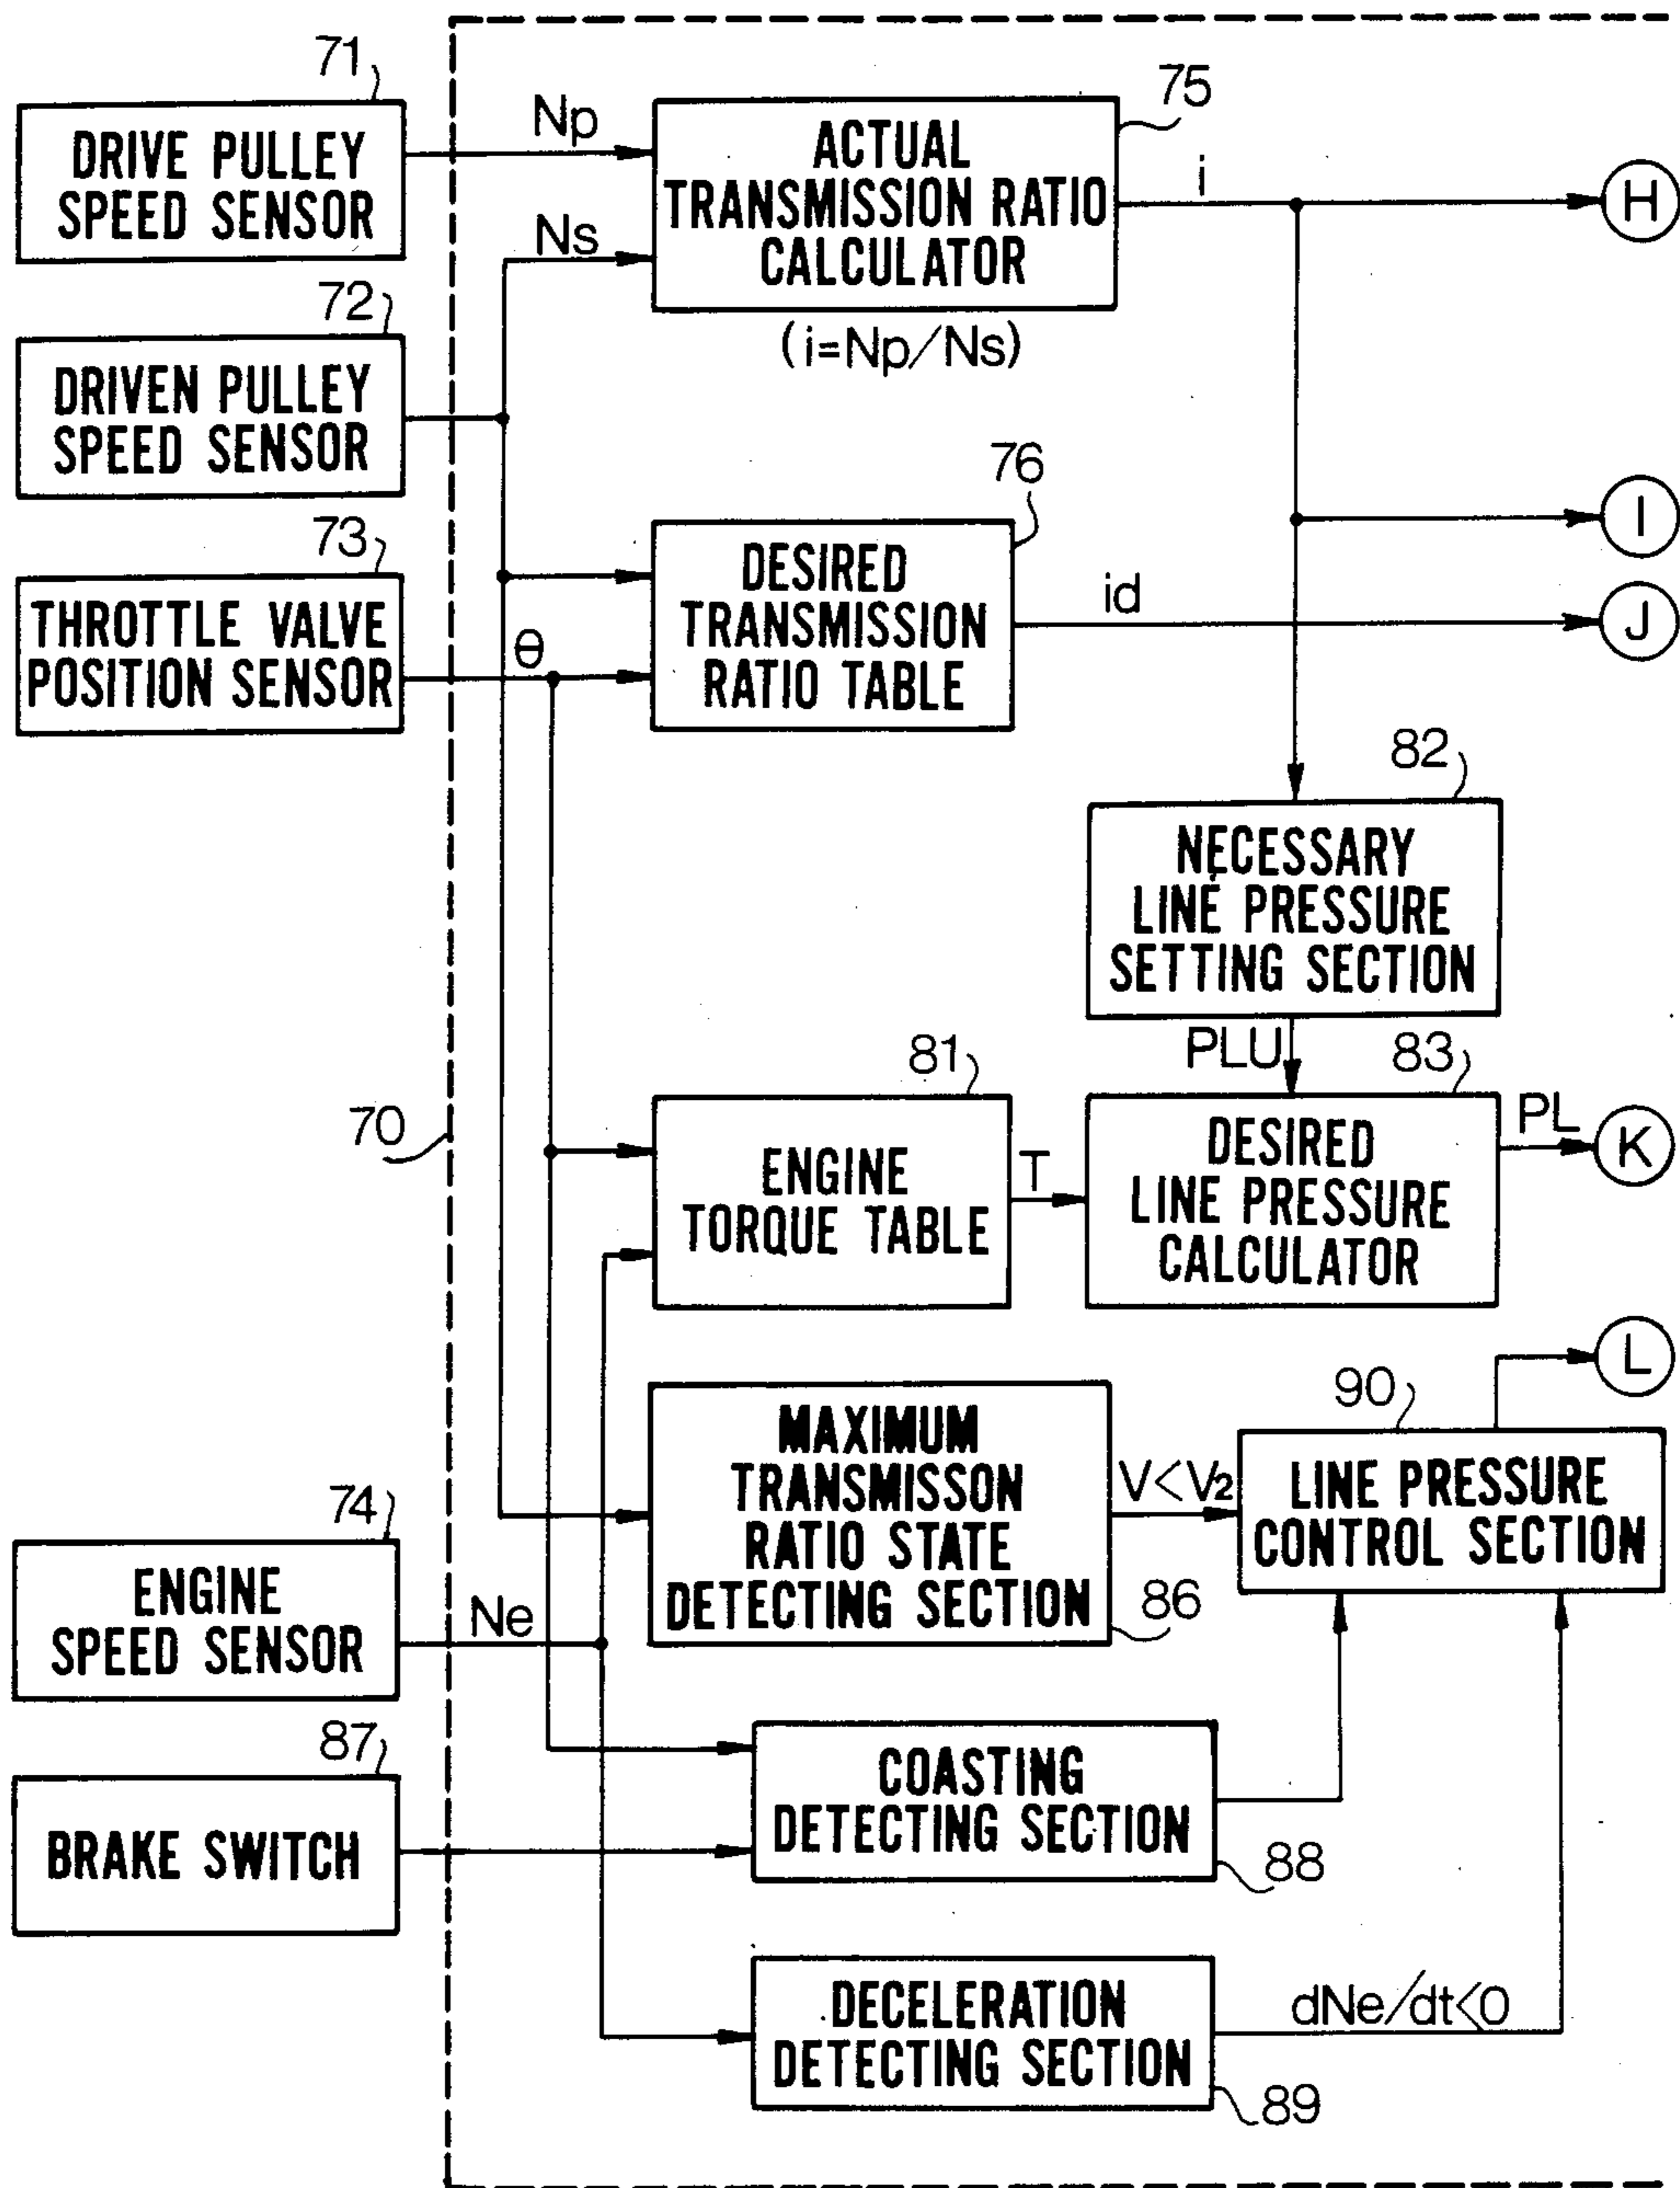 71
DRIVE PULLEY
SPEED SENSOR
Np
Ns
75
ACTUAL
TRANSMISSION RATIO
CALCULATOR
(i=Np/Ns)
i
H
72
DRIVEN PULLEY
SPEED SENSOR
I
73
THROTTLE VALVE
POSITION SENSOR
θ
76
DESIRED
TRANSMISSION
RATIO TABLE
id
J
82
NECESSARY
LINE PRESSURE
SETTING SECTION
PLU
70
81
ENGINE
TORQUE TABLE
T
83
DESIRED
LINE PRESSURE
CALCULATOR
PL
K
L
MAXIMUM
TRANSMISSON
RATIO STATE
DETECTING SECTION
86
V<V2
90
LINE PRESSURE
CONTROL SECTION
74
ENGINE
SPEED SENSOR
Ne
87
BRAKE SWITCH
COASTING
DETECTING SECTION
88
DECELERATION
DETECTING SECTION
89
dNe/dt<0